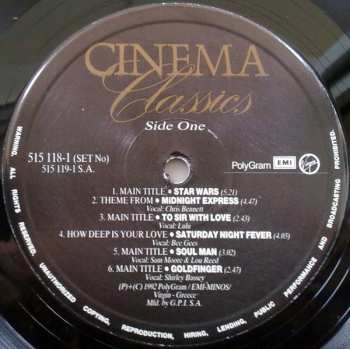 CINEMA
Classics
Side One
515 118-1 (SET No)
515 119-1 S.A.
PolyGram EMI Virgin
1. MAIN TITLE • STAR WARS (5.21)
2. THEME FROM • MIDNIGHT EXPRESS (4.47)
Vocal: Chris Bennett
3. MAIN TITLE • TO SIR WITH LOVE (2.43)
Vocal: Lulu
4. HOW DEEP IS YOUR LOVE • SATURDAY NIGHT FEVER (4.05)
Vocal: Bee Gees
5. MAIN TITLE • SOUL MAN (3.02)
Vocal: Sam Moore & Lou Reed
6. MAIN TITLE • GOLDFINGER (2.47)
Vocal: Shirley Bassey
(P)+(C) 1992 PolyGram / EMI-MINOS/
Virgin - Greece
Mfd. by G.P.I. S.A.
WARNING, ALL RIGHTS RESERVED. UNAUTHORIZED COPYING, REPRODUCTION, HIRING, LENDING, PUBLIC PERFORMANCE AND BROADCASTING PROHIBITED